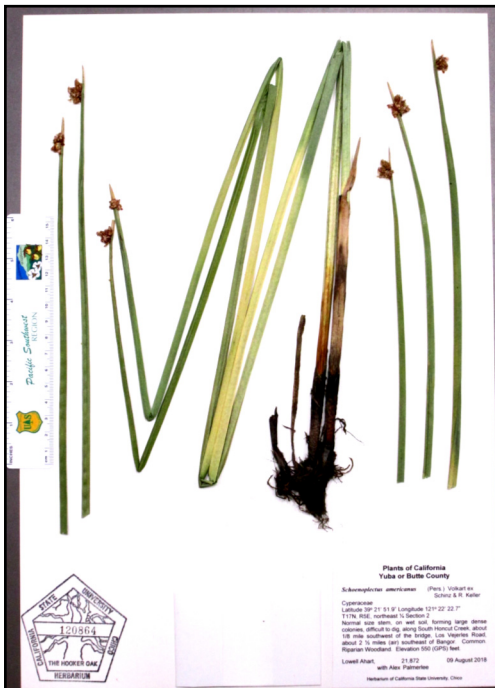 Pacific Southwest
REGION
UAS
CALIFORNIA STATE UNIVERSITY, CHICO
120864
THE HOOKER OAK
HERBARIUM
Plants of California
Yuba or Butte County
Schoenoplectus americanus (Pers.) Volkart ex
Schinz & R. Keller
Cyperaceae
Latitude 39° 21' 51.9" Longitude 121° 22' 22.7"
T17N, R5E, northeast ¼ Section 2
Normal size stem, on wet soil, forming large dense
colonies, difficult to dig, along South Honcut Creek, about
1/8 mile southwest of the bridge, Los Vejertes Road,
about 2 ½ miles (air) southeast of Bangor. Common.
Riparian Woodland. Elevation 550 (GPS) feet.
Lowell Ahart, 21,872 09 August 2018
with Alex Palmerlee
Herbarium of California State University, Chico